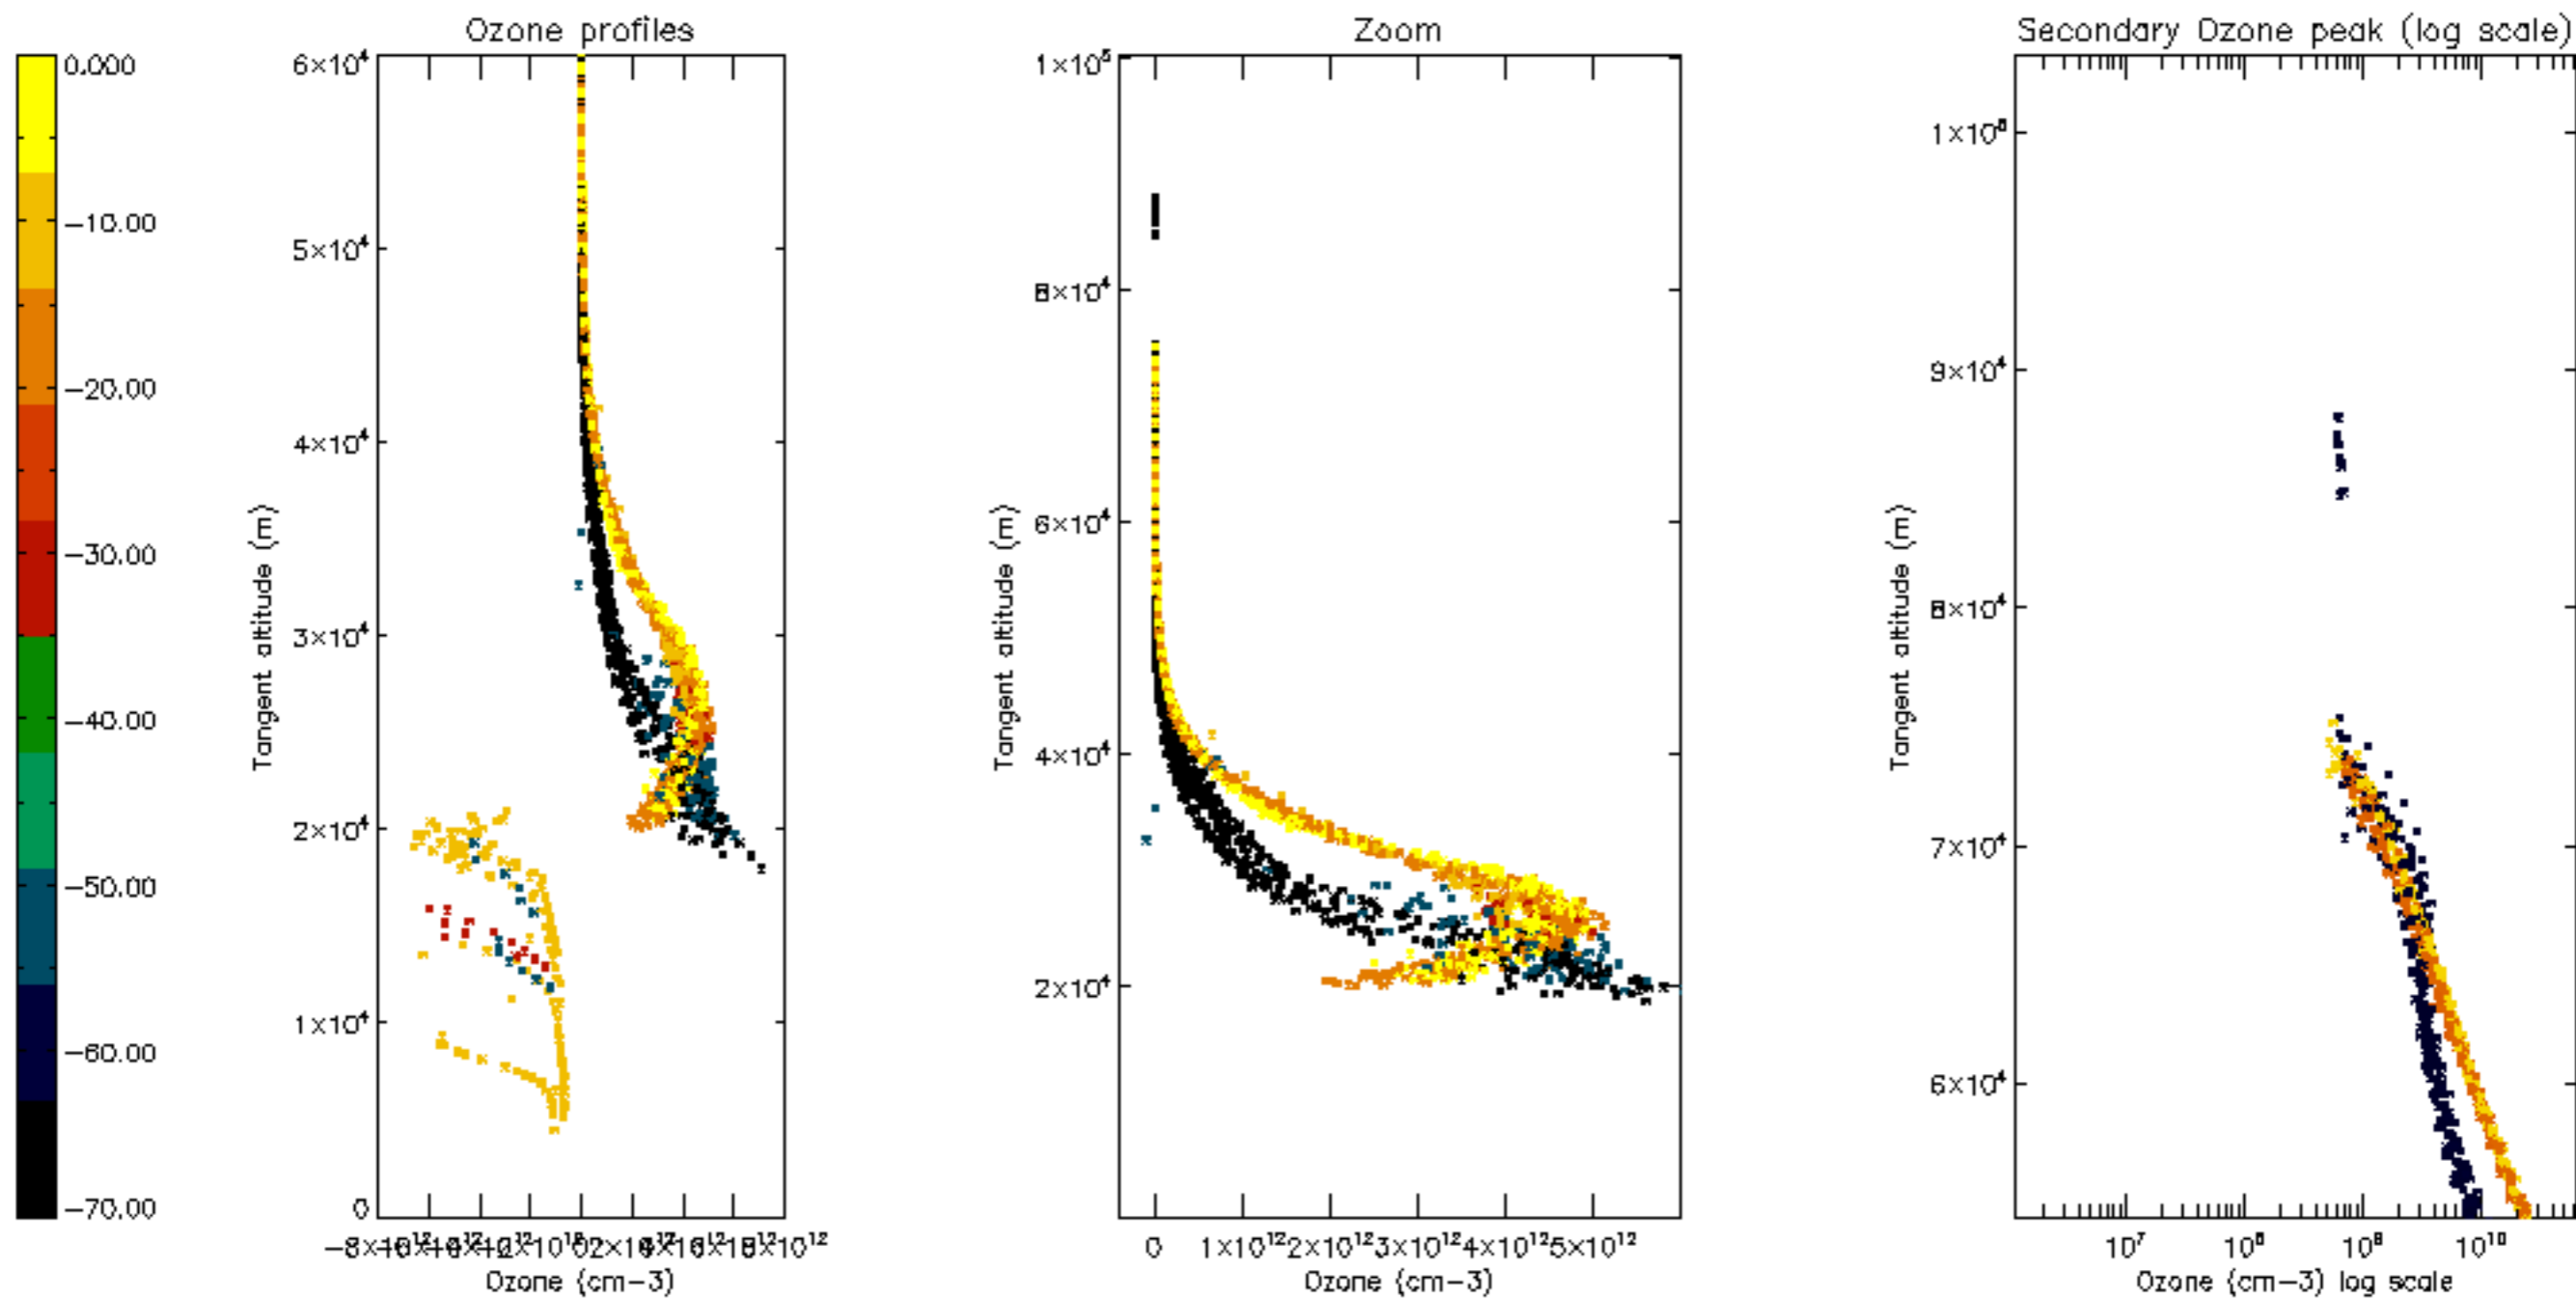 Ozone profiles
Zoom
Secondary Ozone peak (log scale)
0.000
-10.00
-20.00
-30.00
-40.00
-50.00
-60.00
-70.00
6×10⁴
5×10⁴
4×10⁴
3×10⁴
2×10⁴
1×10⁴
0
Tangent altitude (m)
8×10¹²
Ozone (cm-3)
1×10⁵
8×10⁴
6×10⁴
4×10⁴
2×10⁴
Tangent altitude (m)
0 1×10¹² 2×10¹² 3×10¹² 4×10¹² 5×10¹²
Ozone (cm-3)
9×10⁴
8×10⁴
7×10⁴
6×10⁴
Tangent altitude (m)
10⁷ 10⁸ 10⁹ 10¹⁰
Ozone (cm-3) log scale